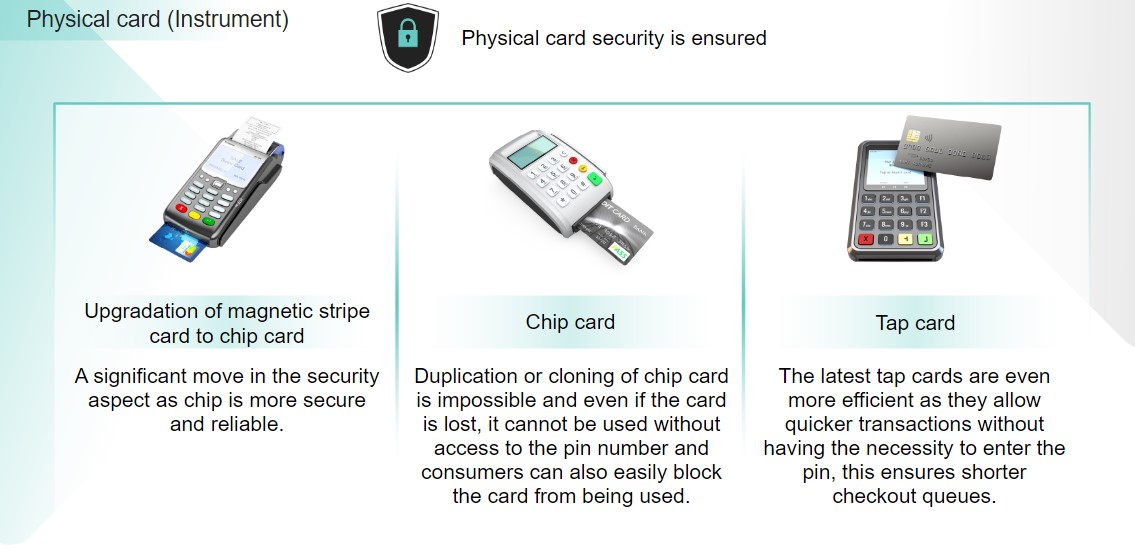 Physical card (Instrument)
Physical card security is ensured
Upgradation of magnetic stripe
card to chip card
A significant move in the security
aspect as chip is more secure
and reliable.
Chip card
Duplication or cloning of chip card
is impossible and even if the card
is lost, it cannot be used without
access to the pin number and
consumers can also easily block
the card from being used.
Tap card
The latest tap cards are even
more efficient as they allow
quicker transactions without
having the necessity to enter the
pin, this ensures shorter
checkout queues.